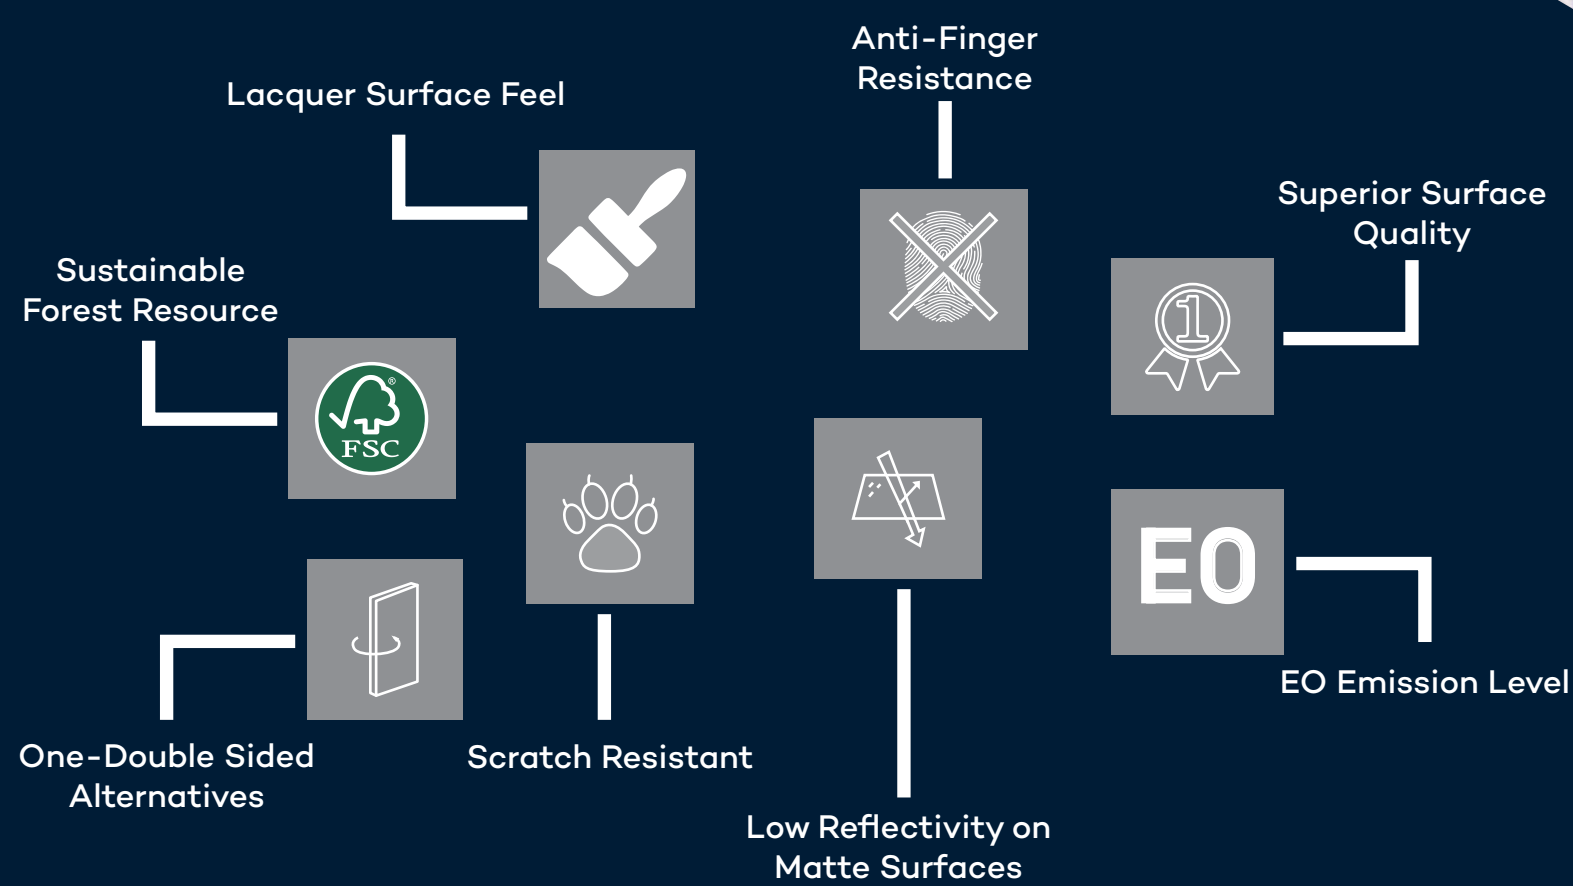 Anti-Finger
Resistance
Lacquer Surface Feel
Superior Surface
Quality
Sustainable
Forest Resource
1
®
FSC
EO
EO Emission Level
One-Double Sided
Alternatives
Scratch Resistant
Low Reflectivity on
Matte Surfaces